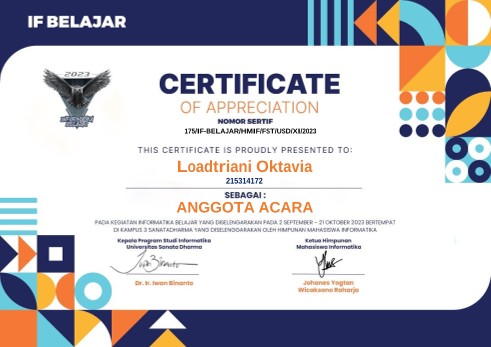 IF BELAJAR
2023
CERTIFICATE
OF APPRECIATION
NOMOR SERTIF
175/IF-BELAJAR/HMIF/FST/USD/XI/2023
THIS CERTIFICATE IS PROUDLY PRESENTED TO:
Loadtriani Oktavia
215314172
SEBAGAI :
ANGGOTA ACARA
PADA KEGIATAN INFORMATIKA BELAJAR YANG DISELENGARAKAN PADA 2 SEPTEMBER - 21 OKTOBER 2023 BERTEMPAT
DI KAMPUS 3 SANATADHARMA YANG DISELENGGARAKAN OLEH HIMPUNAN MAHASISWA INFORMATIKA
Kepala Program Studi Informatika
Universitas Sanata Dharma
Ketua Himpunan
Mahasiswa Informatika
Dr. Ir. Iwan Binanto
Johanes Yogtan
Wicaksono Raharja